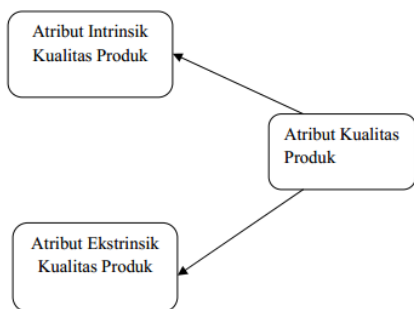 Atribut Intrinsik
Kualitas Produk
Atribut Kualitas
Produk
Atribut Ekstrinsik
Kualitas Produk